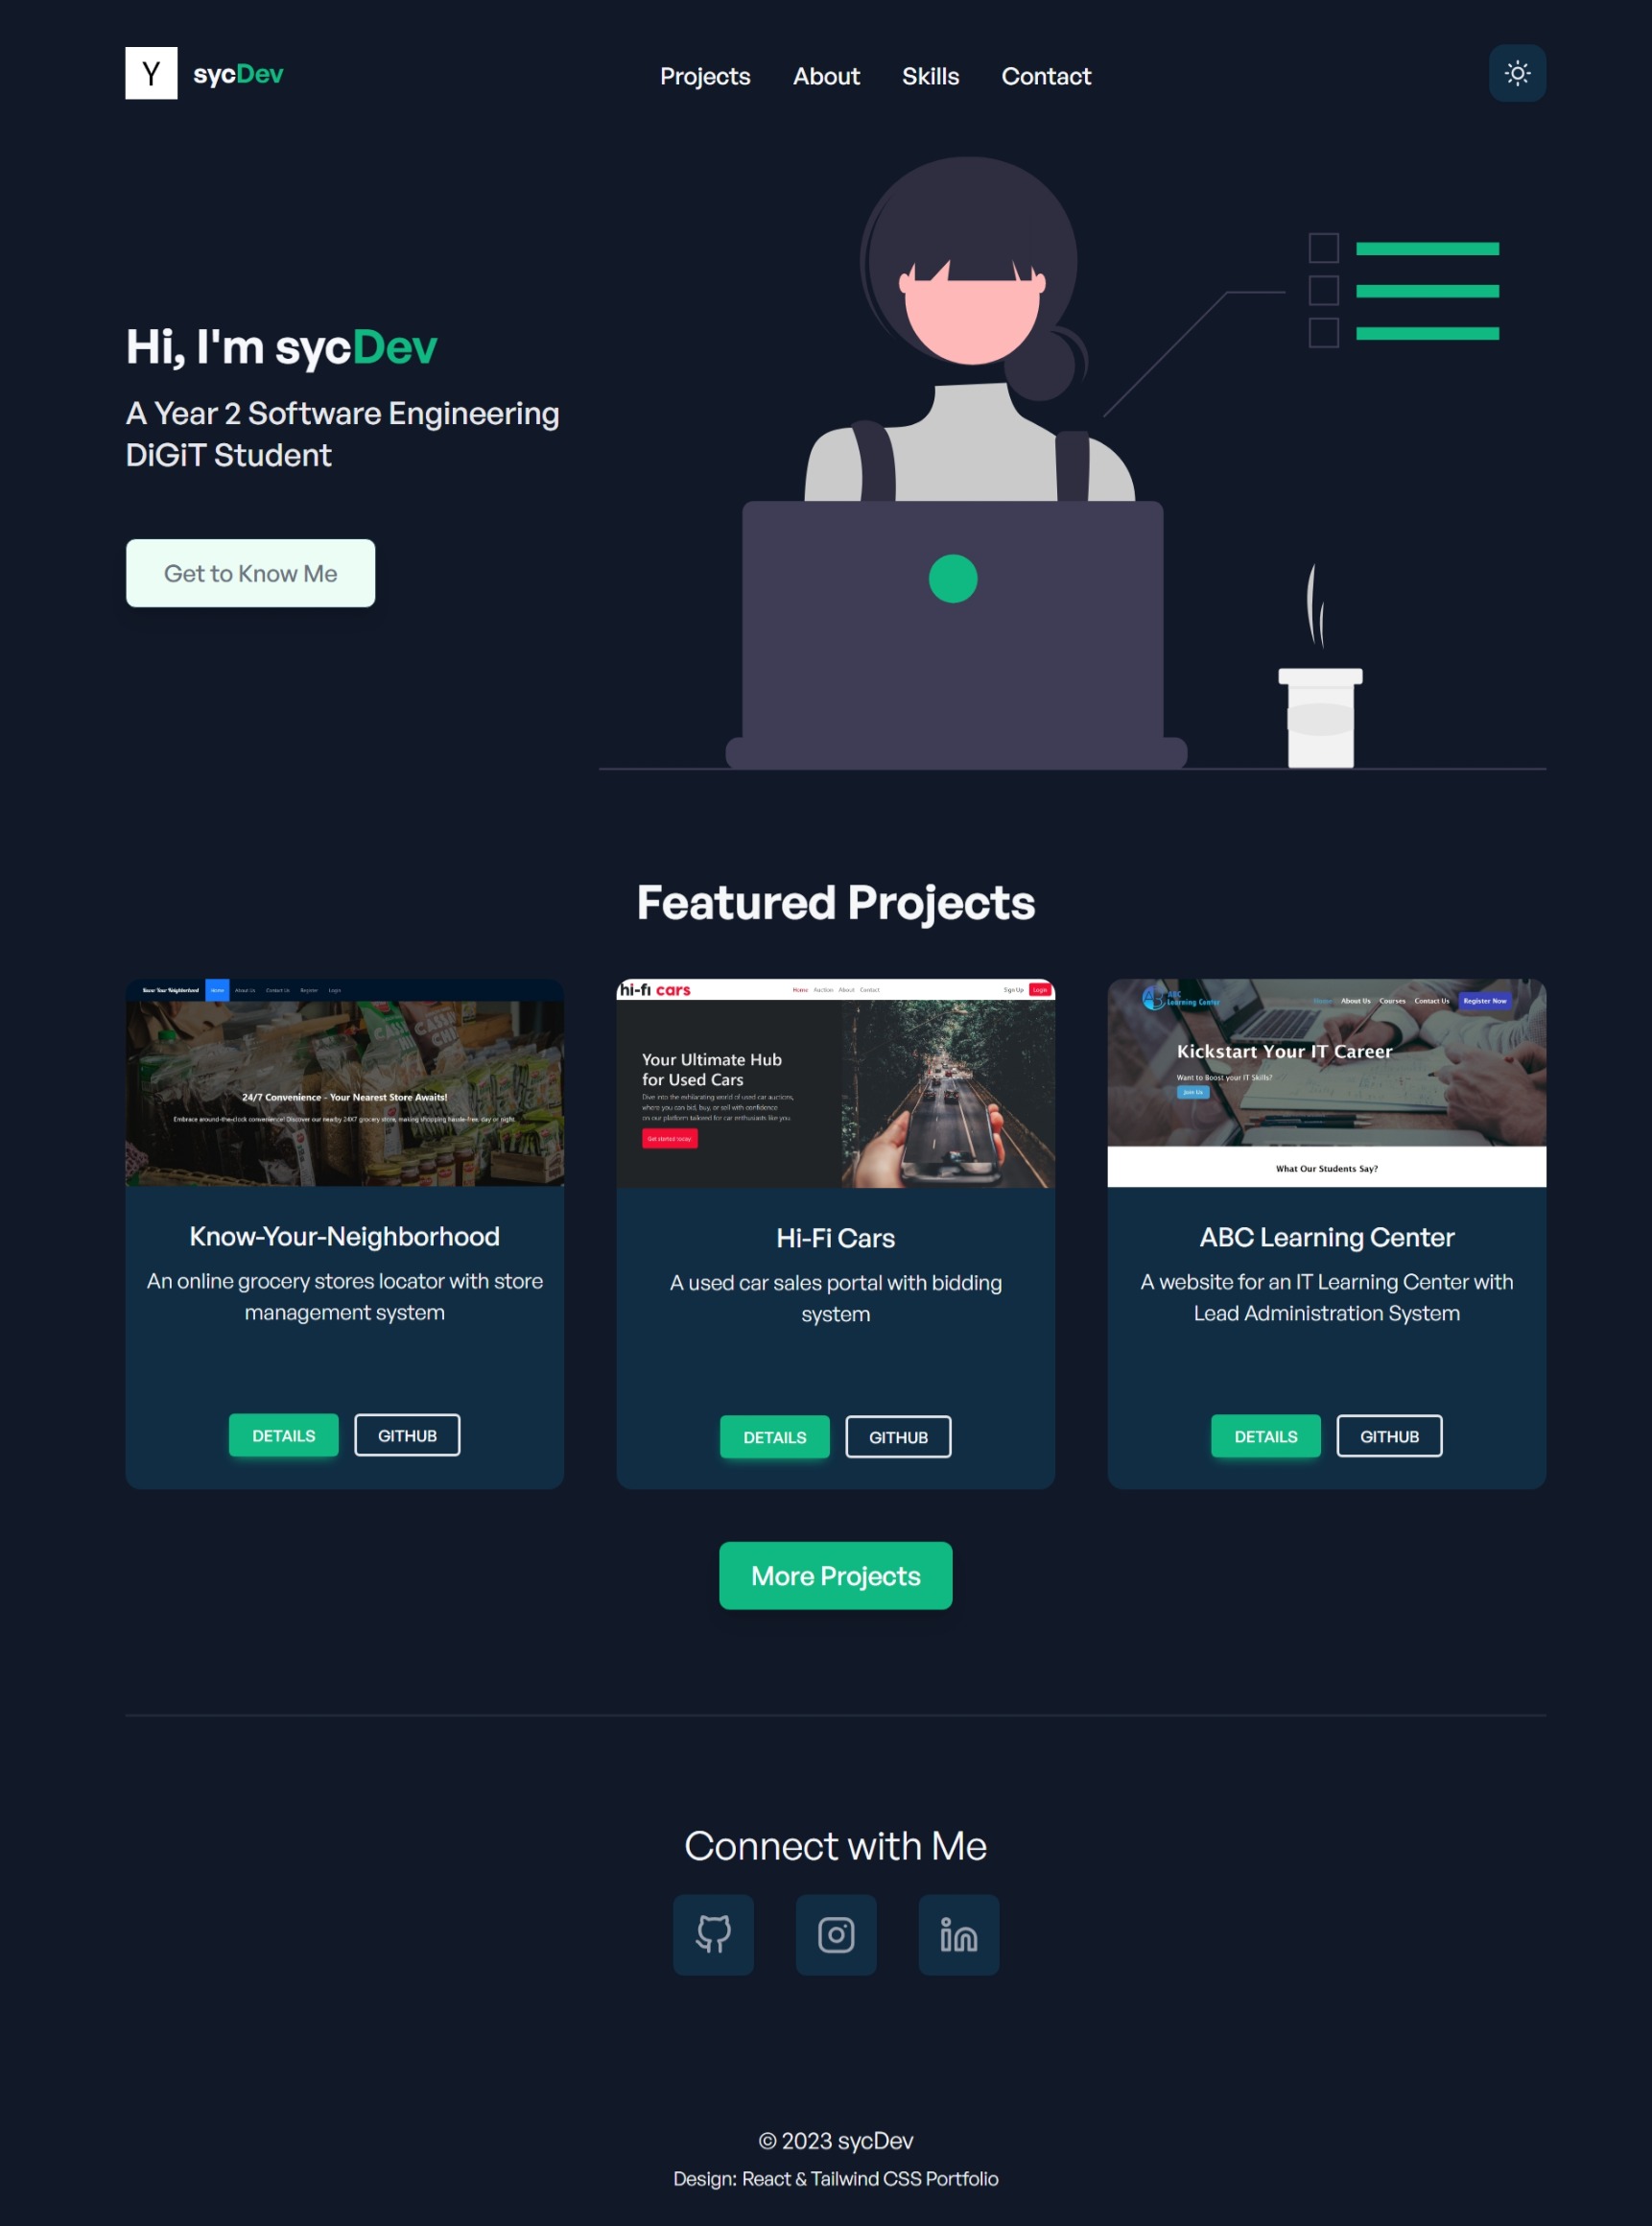 Y
sycDev
Projects
About
Skills
Contact
Hi, I'm sycDev
A Year 2 Software Engineering
DiGiT Student
Get to Know Me
Featured Projects
Know Your Neighborhood
Home
About Us
Contact Us
Register
Login
24/7 Convenience - Your Nearest Store Awaits!
Embrace around-the-clock convenience! Discover our nearby 24X7 grocery store, making shopping hassle-free, day or night.
Know-Your-Neighborhood
An online grocery stores locator with store
management system
DETAILS
GITHUB
hi-fi cars
Home
Auction
About
Contact
Sign Up
Login
Your Ultimate Hub
for Used Cars
Dive into the exhilarating world of used car auctions,
where you can bid, buy, or sell with confidence
on our platform tailored for car enthusiasts like you.
Get started today
Hi-Fi Cars
A used car sales portal with bidding
system
DETAILS
GITHUB
ABC
Learning Center
Home
About Us
Courses
Contact Us
Register Now
Kickstart Your IT Career
Want to Boost your IT Skills?
Join Us
What Our Students Say?
ABC Learning Center
A website for an IT Learning Center with
Lead Administration System
DETAILS
GITHUB
More Projects
Connect with Me
© 2023 sycDev
Design: React & Tailwind CSS Portfolio